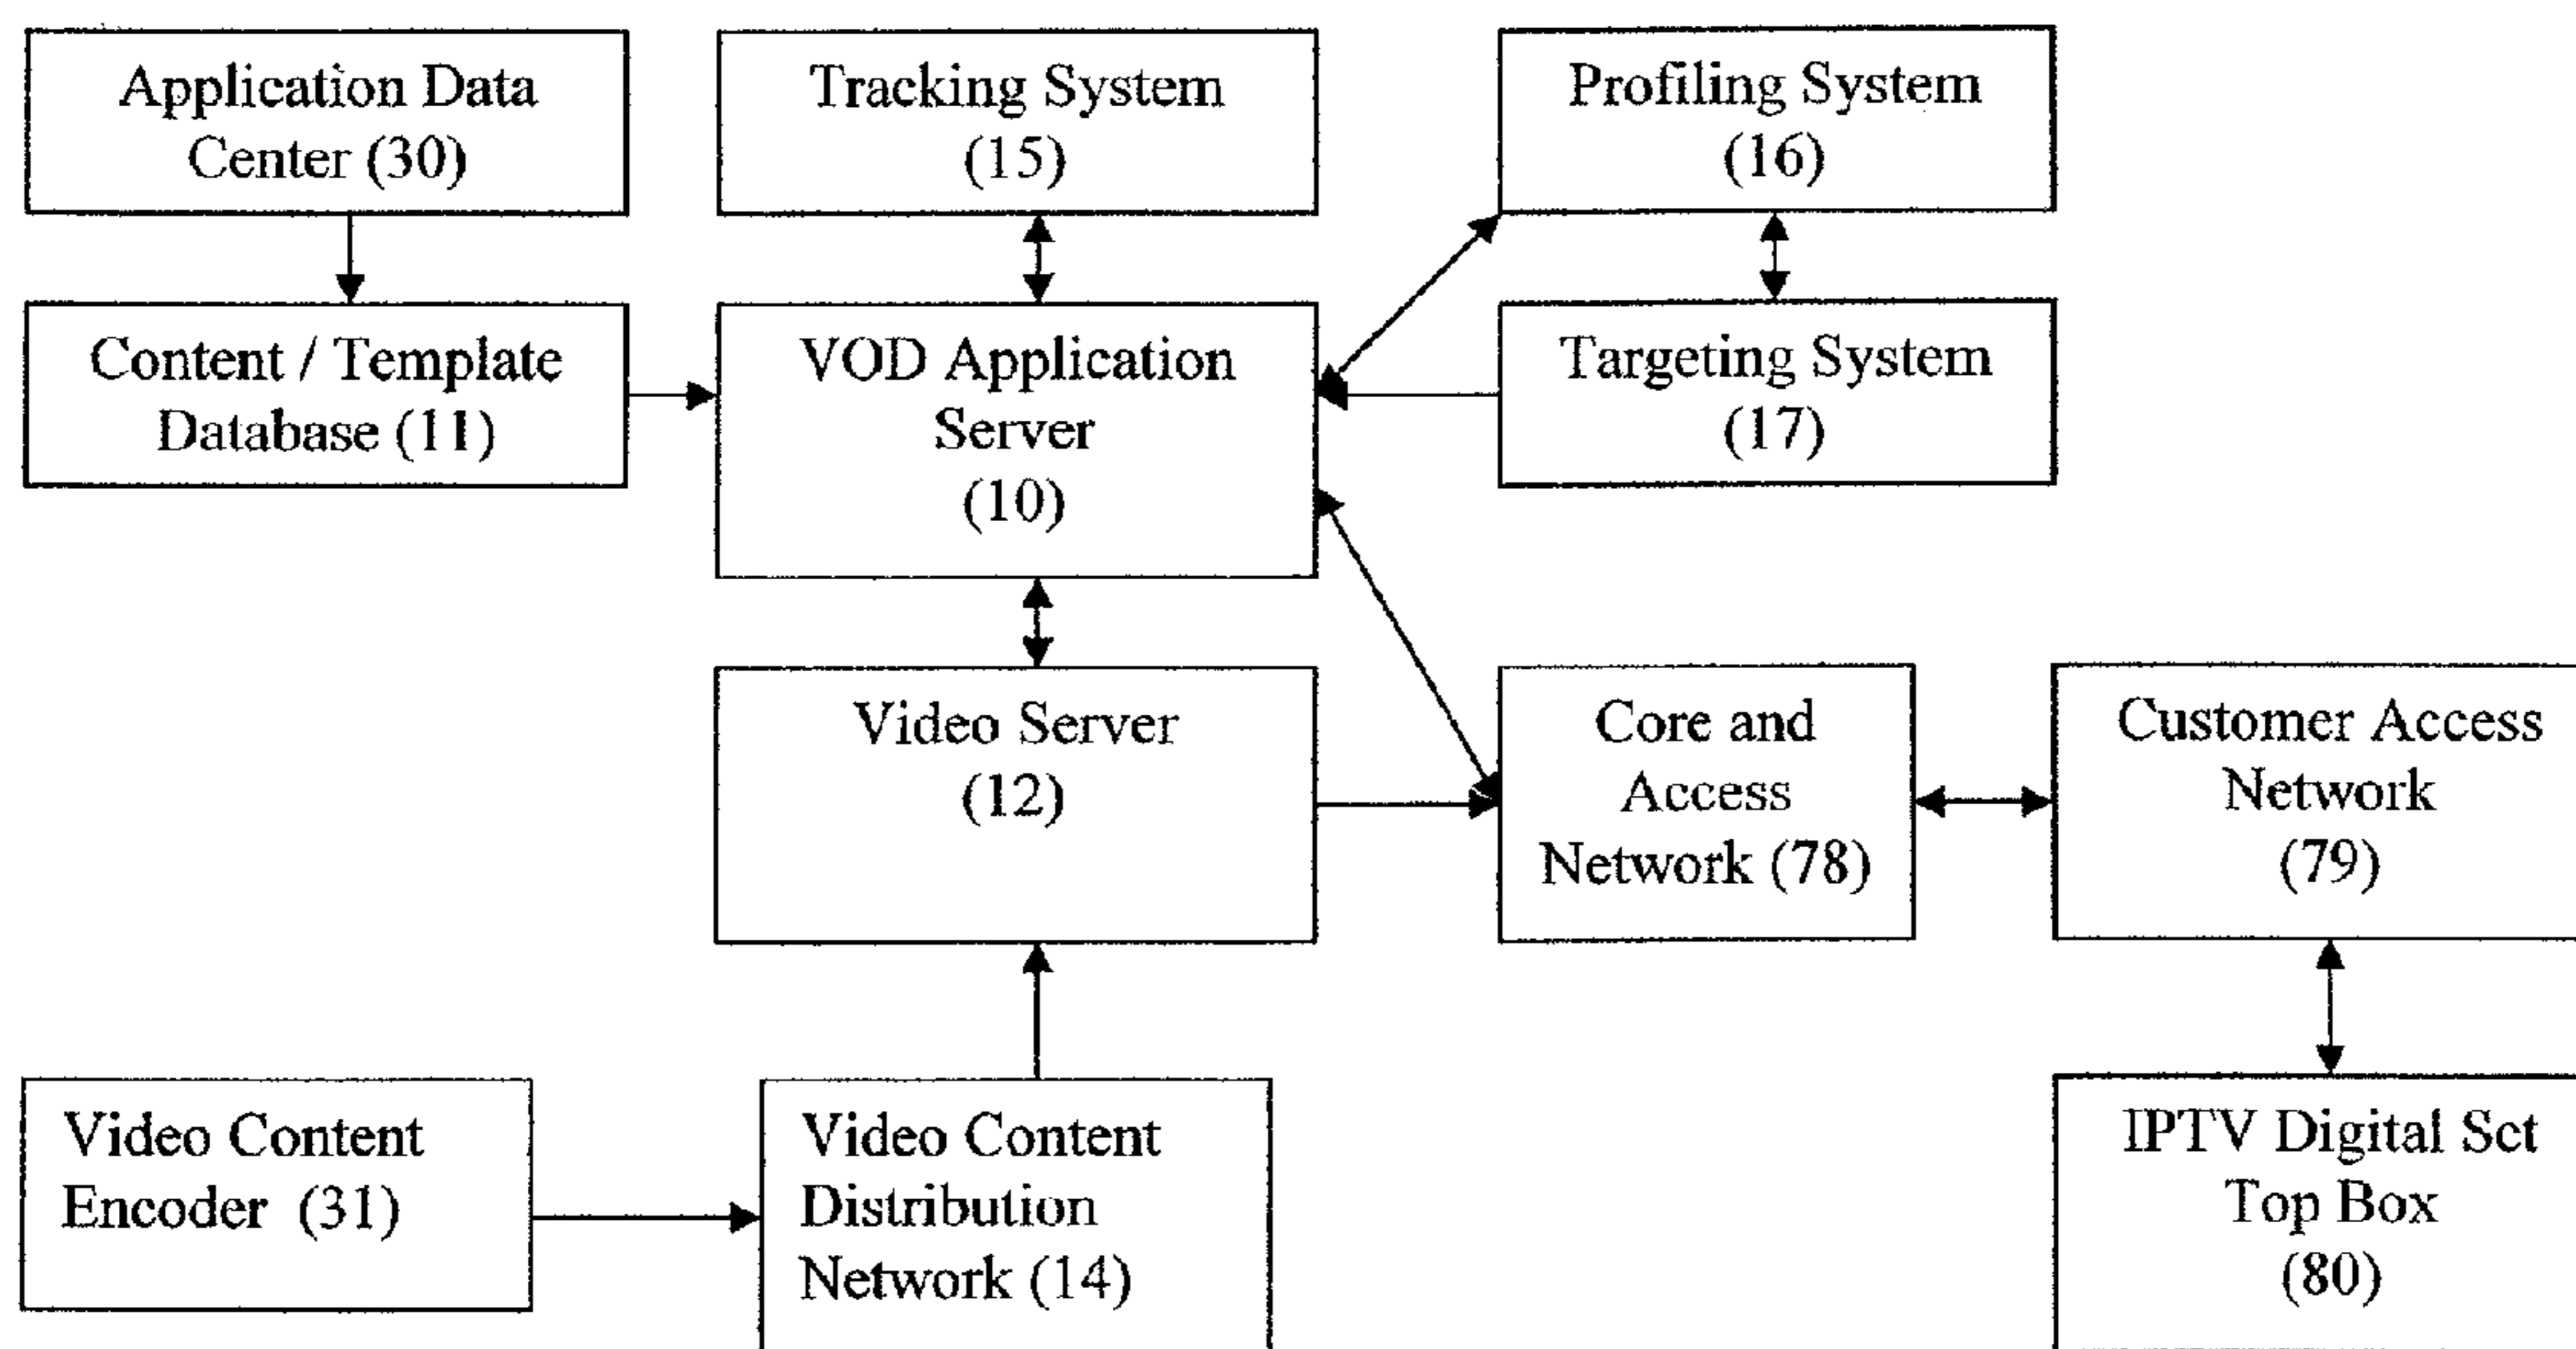 Application Data
Center (30)
Tracking System
(15)
Profiling System
(16)
Content / Template
Database (11)
VOD Application
Server
(10)
Targeting System
(17)
Video Server
(12)
Core and
Access
Network (78)
Customer Access
Network
(79)
Video Content
Encoder (31)
Video Content
Distribution
Network (14)
IPTV Digital Set
Top Box
(80)